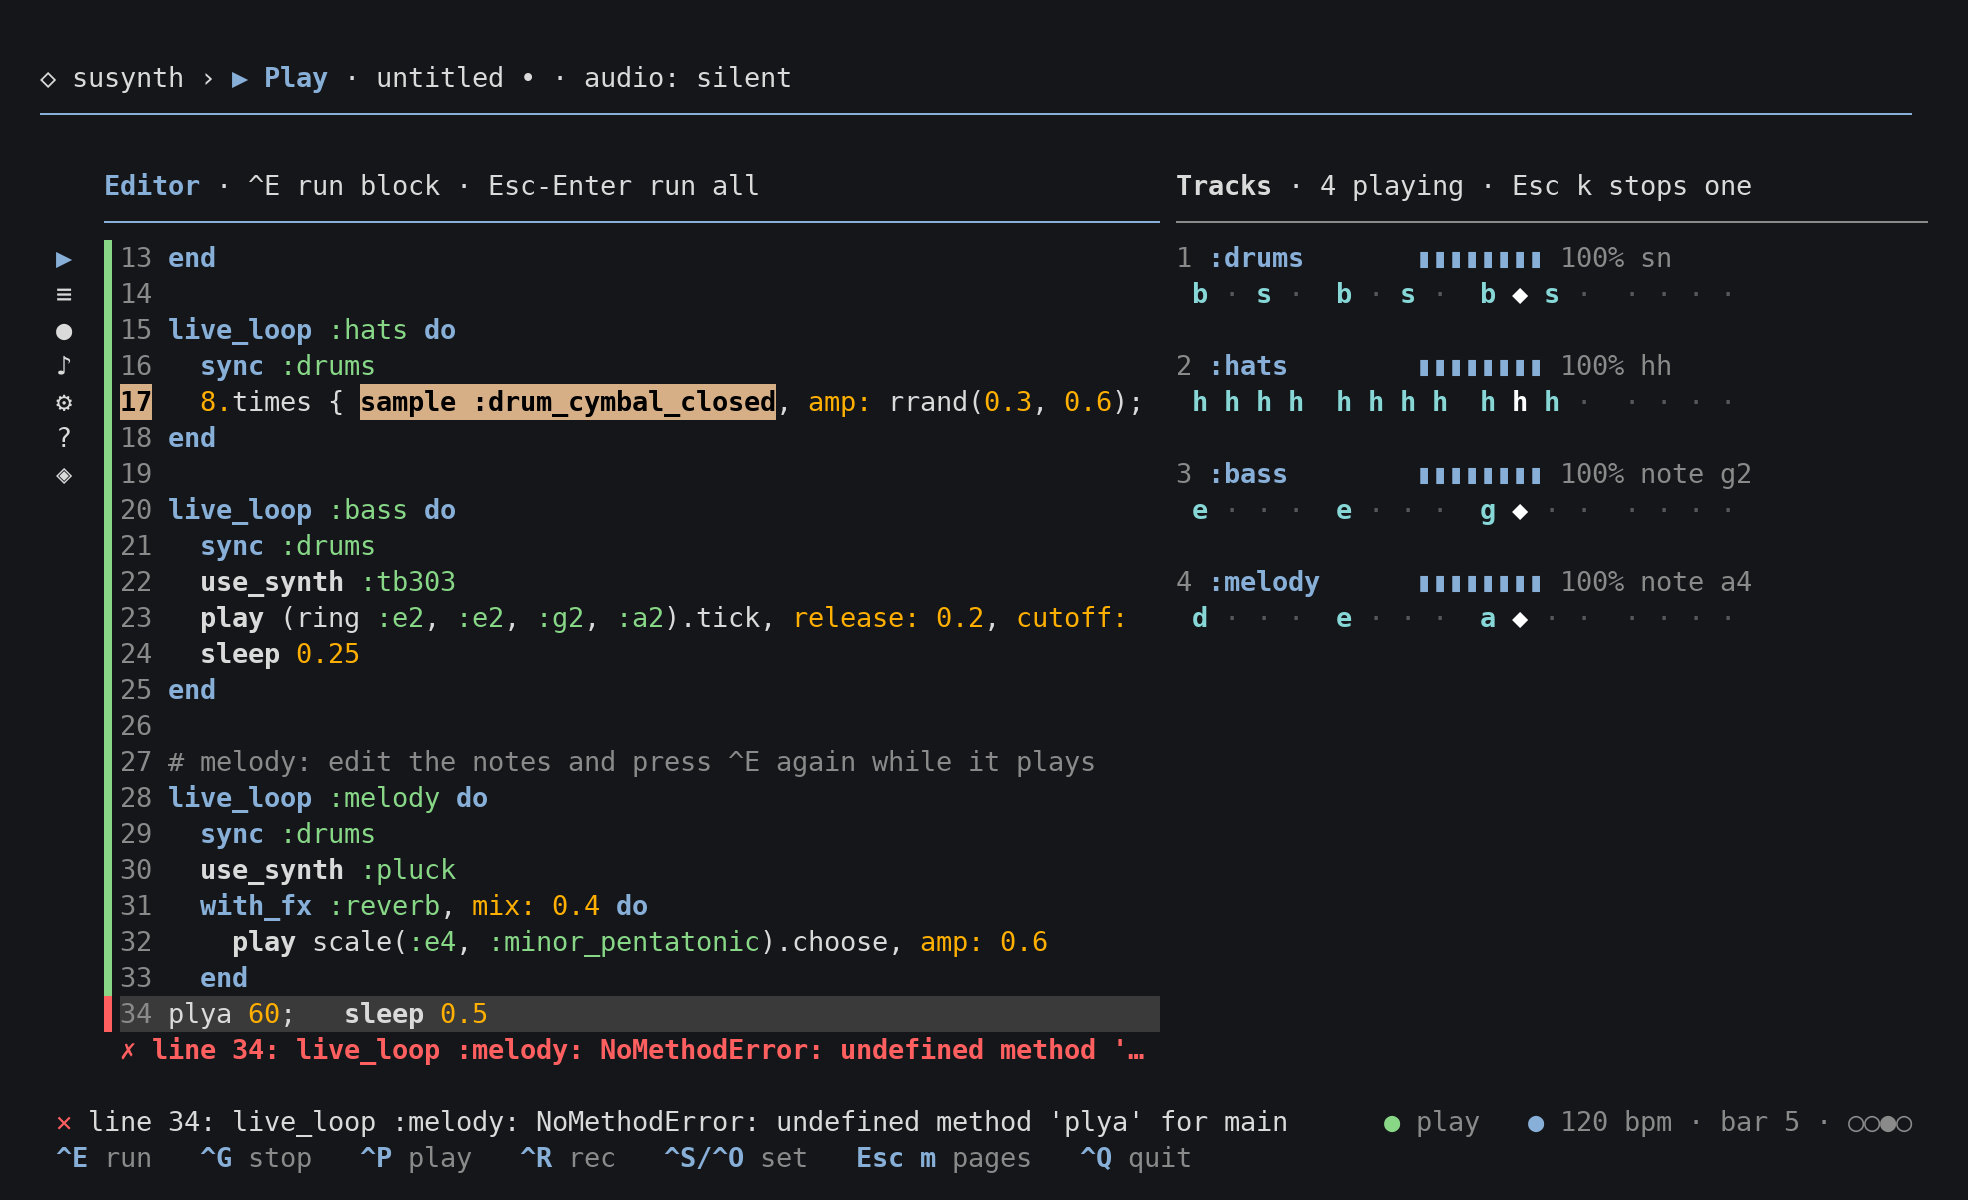 ◇ susynth › ▶ Play · untitled • · audio: silent
Editor · ^E run block · Esc-Enter run all
13 end
14
15 live_loop :hats do
16   sync :drums
17   8.times { sample :drum_cymbal_closed, amp: rrand(0.3, 0.6);
18 end
19
20 live_loop :bass do
21   sync :drums
22   use_synth :tb303
23   play (ring :e2, :e2, :g2, :a2).tick, release: 0.2, cutoff:
24   sleep 0.25
25 end
26
27 # melody: edit the notes and press ^E again while it plays
28 live_loop :melody do
29   sync :drums
30   use_synth :pluck
31   with_fx :reverb, mix: 0.4 do
32     play scale(:e4, :minor_pentatonic).choose, amp: 0.6
33   end
34 plya 60;   sleep 0.5
✗ line 34: live_loop :melody: NoMethodError: undefined method '…
Tracks · 4 playing · Esc k stops one
1 :drums ▮▮▮▮▮▮▮▮ 100% sn
b · s ·  b · s ·  b ◆ s ·  · · · ·
2 :hats ▮▮▮▮▮▮▮▮ 100% hh
h h h h  h h h h  h h h ·  · · · ·
3 :bass ▮▮▮▮▮▮▮▮ 100% note g2
e · · ·  e · · ·  g ◆ · ·  · · · ·
4 :melody ▮▮▮▮▮▮▮▮ 100% note a4
d · · ·  e · · ·  a ◆ · ·  · · · ·
✕ line 34: live_loop :melody: NoMethodError: undefined method 'plya' for main   ● play   ● 120 bpm · bar 5 · ○○●○
^E run   ^G stop   ^P play   ^R rec   ^S/^O set   Esc m pages   ^Q quit